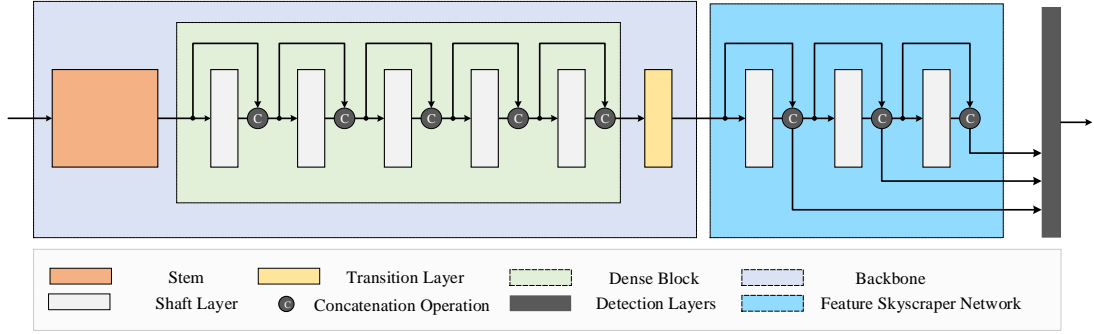 C C C C C C C C
Stem Transition Layer Dense Block Backbone
Shaft Layer C Concatenation Operation Detection Layers Feature Skyscraper Network